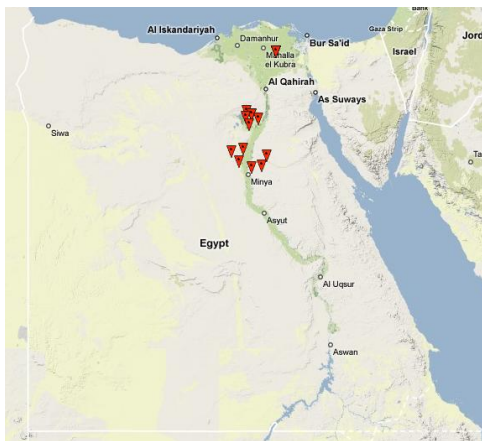 Bank
Al Iskandariyah
Damanhur
Bur Sa'id
Gaza Strip
Jord
Mahalla
el Kubra
Israel
Al Qahirah
As Suways
Siwa
Ta
Minya
Asyut
Egypt
Al Uqsur
Aswan